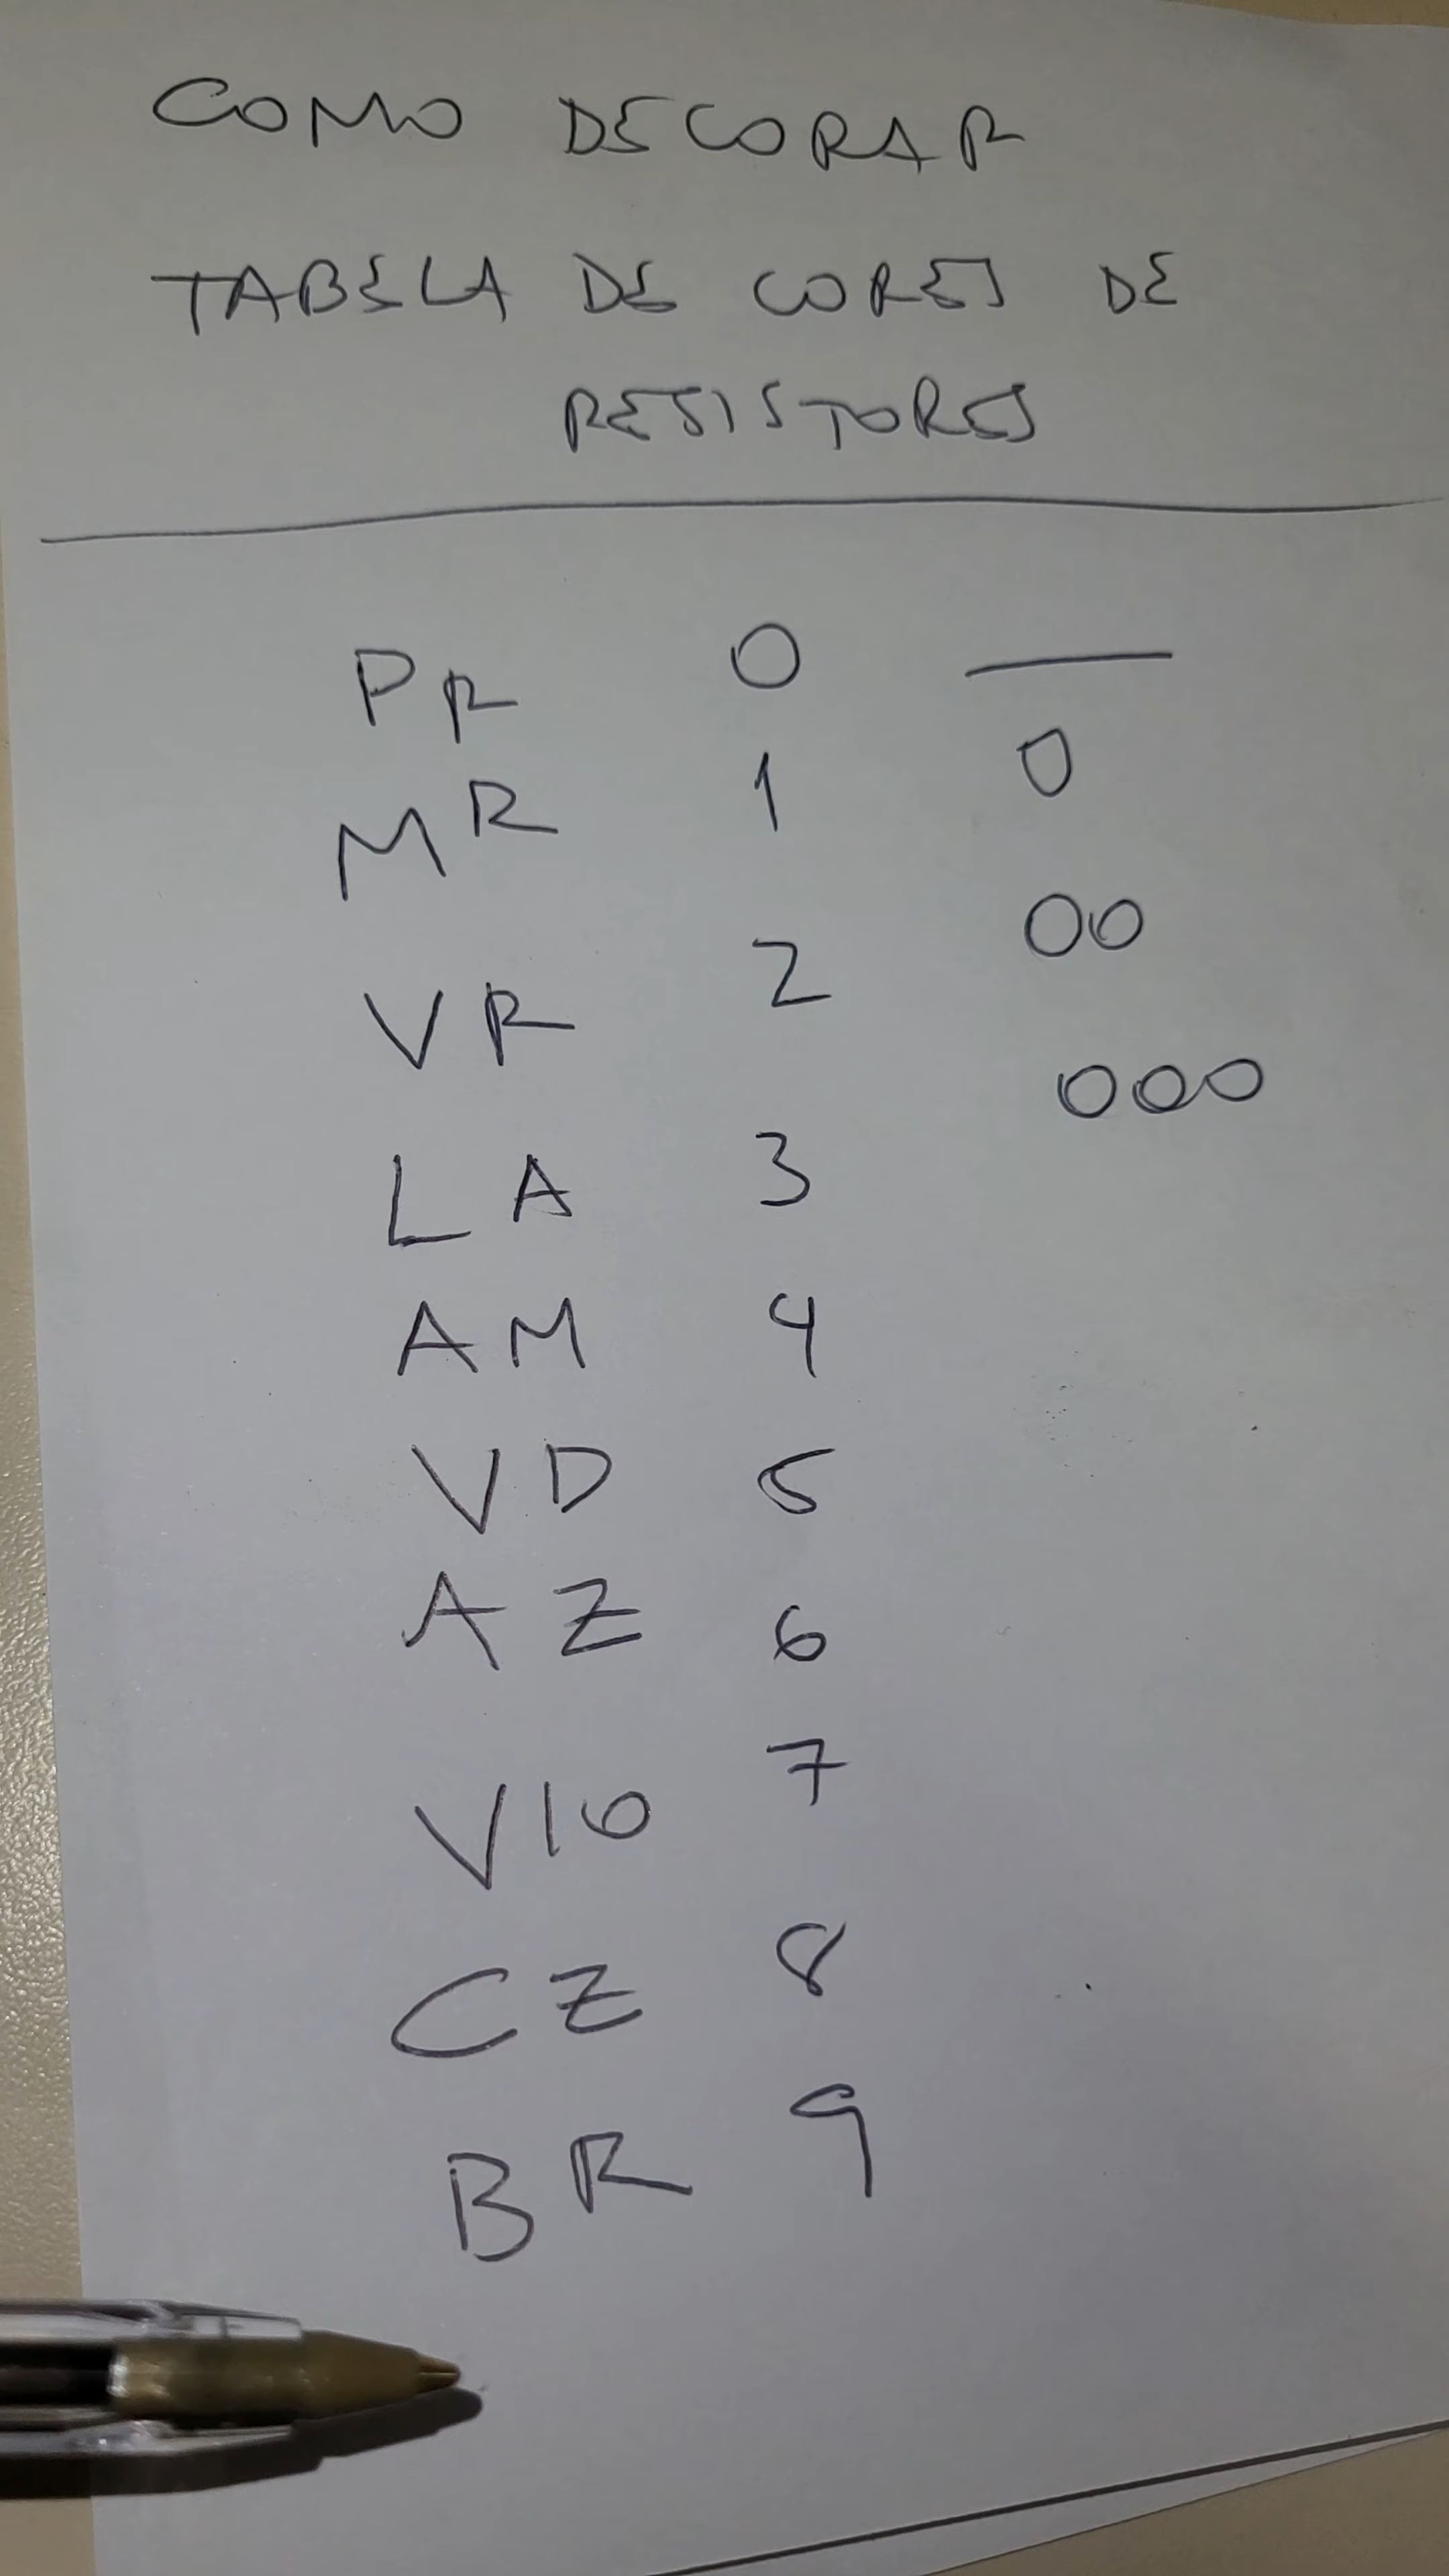 COMO DECORAR
TABELA DE CORES DE
RESISTORES
PR 0 —
MR 1 0
VR 2 00
LA 3 000
AM 4
VD 5
AZ 6
VIO 7
CZ 8
BR 9